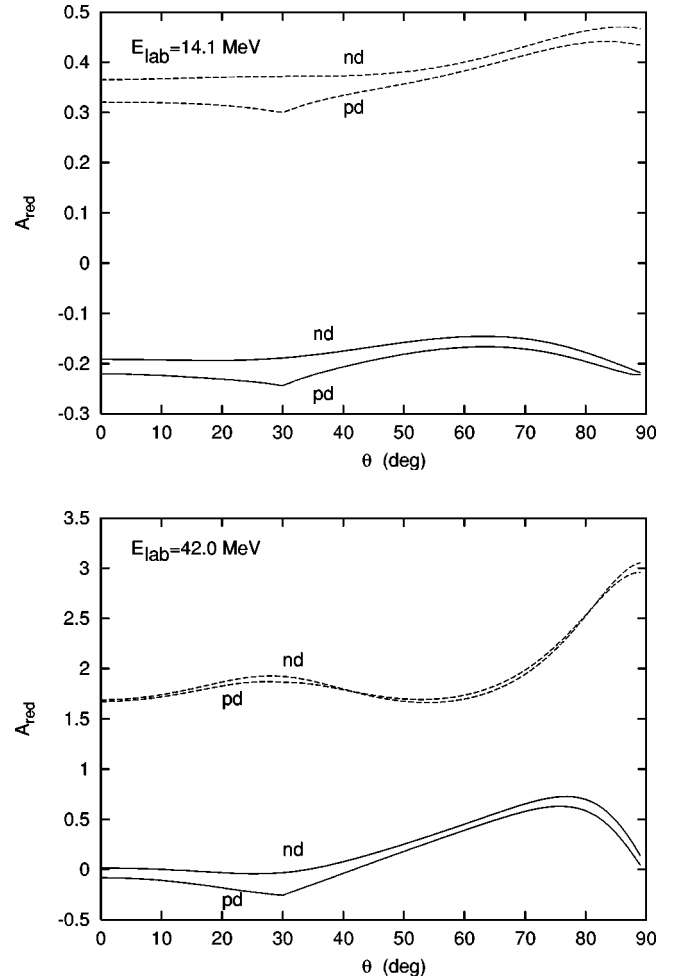 0.5
E_lab=14.1 MeV
nd
0.4
pd
0.3
0.2
0.1
A_red
0
-0.1
nd
-0.2
pd
-0.3
0 10 20 30 40 50 60 70 80 90
θ (deg)
3.5
E_lab=42.0 MeV
3
2.5
nd
2
pd
1.5
A_red
1
0.5
nd
0
pd
-0.5
0 10 20 30 40 50 60 70 80 90
θ (deg)